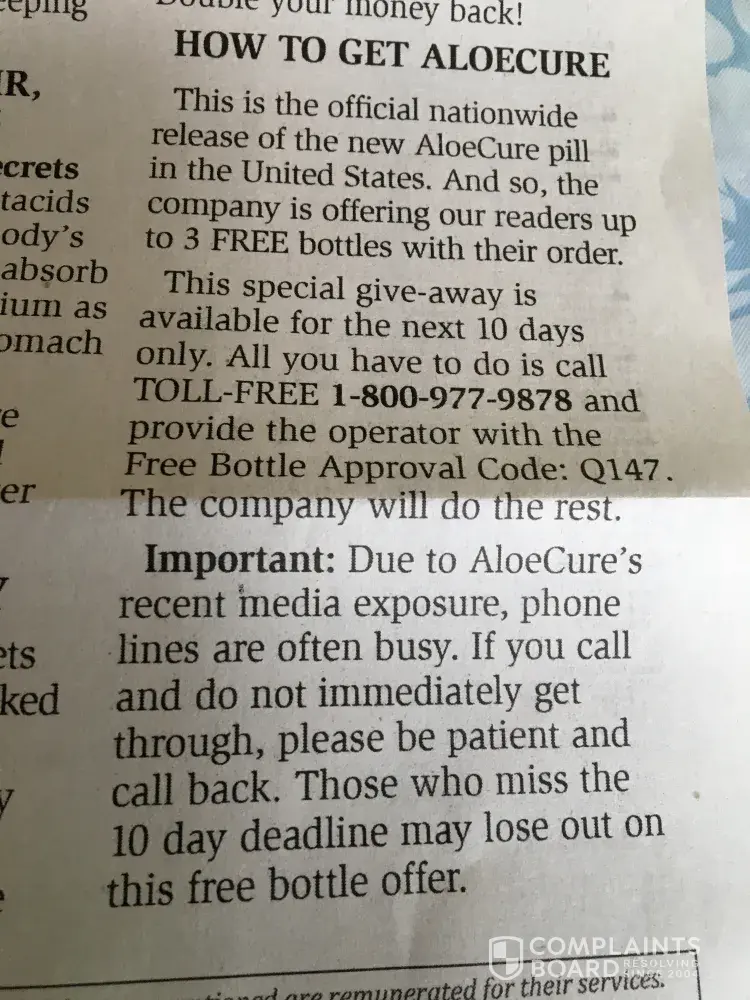 eeping
R,
ecrets
tacids
ody's
absorb
ium as
omach
e
er
y
ets
ked
y
e
Double your money back!
HOW TO GET ALOECURE
This is the official nationwide
release of the new AloeCure pill
in the United States. And so, the
company is offering our readers up
to 3 FREE bottles with their order.
This special give-away is
available for the next 10 days
only. All you have to do is call
TOLL-FREE 1-800-977-9878 and
provide the operator with the
Free Bottle Approval Code: Q147.
The company will do the rest.
Important: Due to AloeCure's
recent media exposure, phone
lines are often busy. If you call
and do not immediately get
through, please be patient and
call back. Those who miss the
10 day deadline may lose out on
this free bottle offer.
are remunerated for their services.
COMPLAINTS
BOARD RESOLVING
SINCE 2004